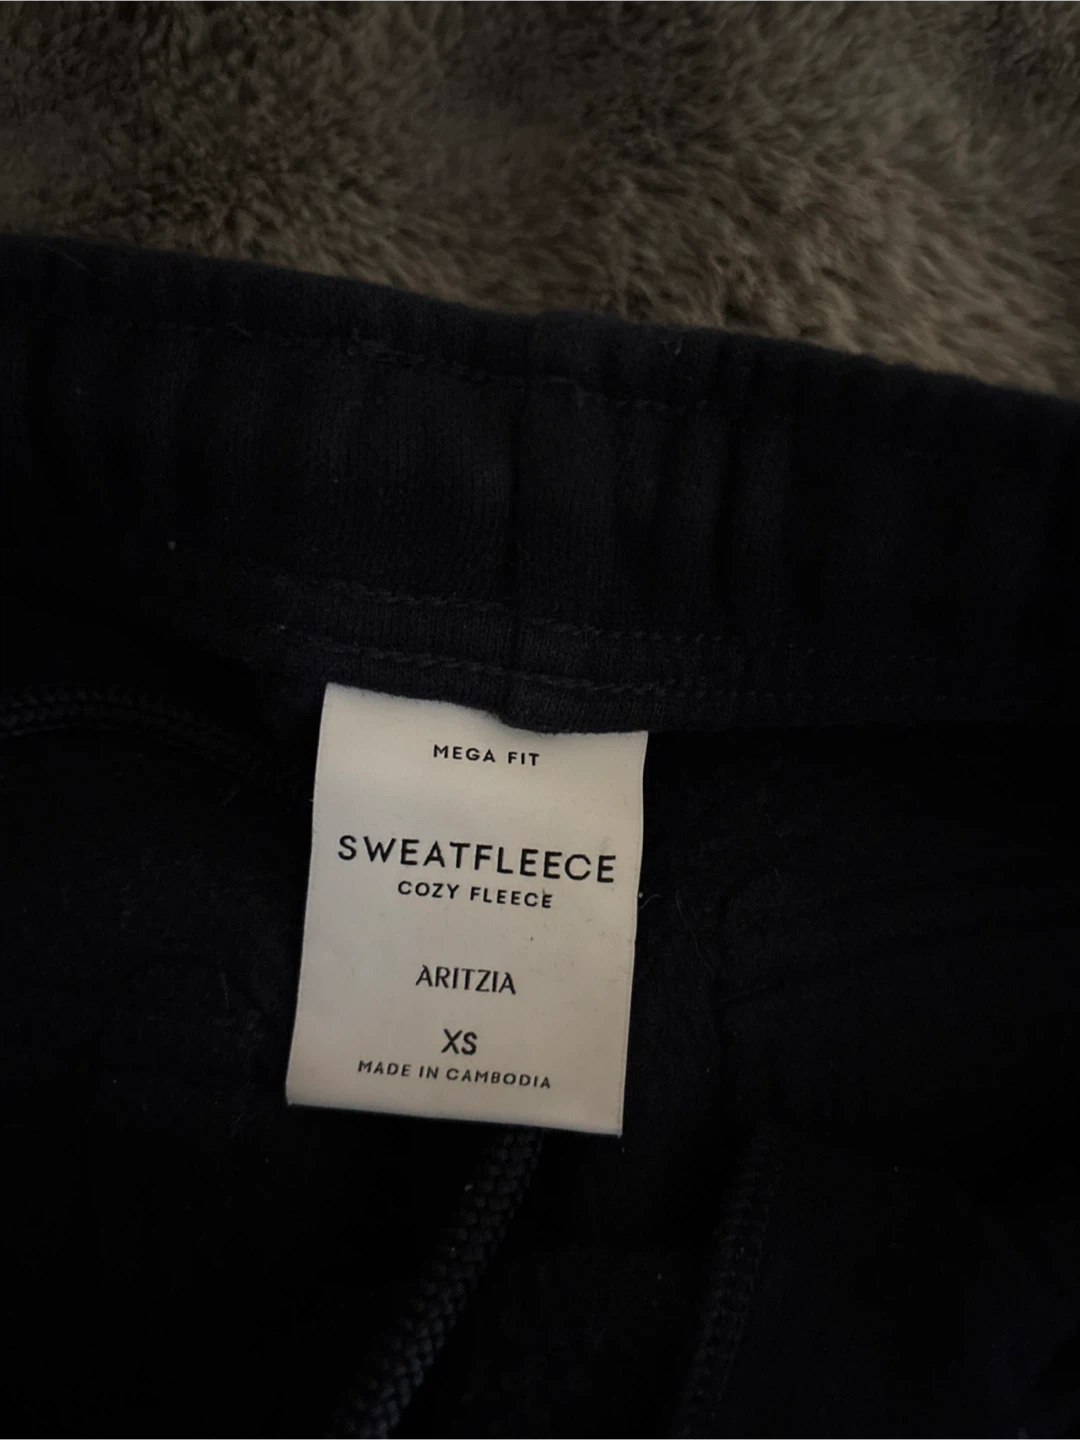 MEGA FIT
SWEATFLEECE
COZY FLEECE
ARITZIA
XS
MADE IN CAMBODIA